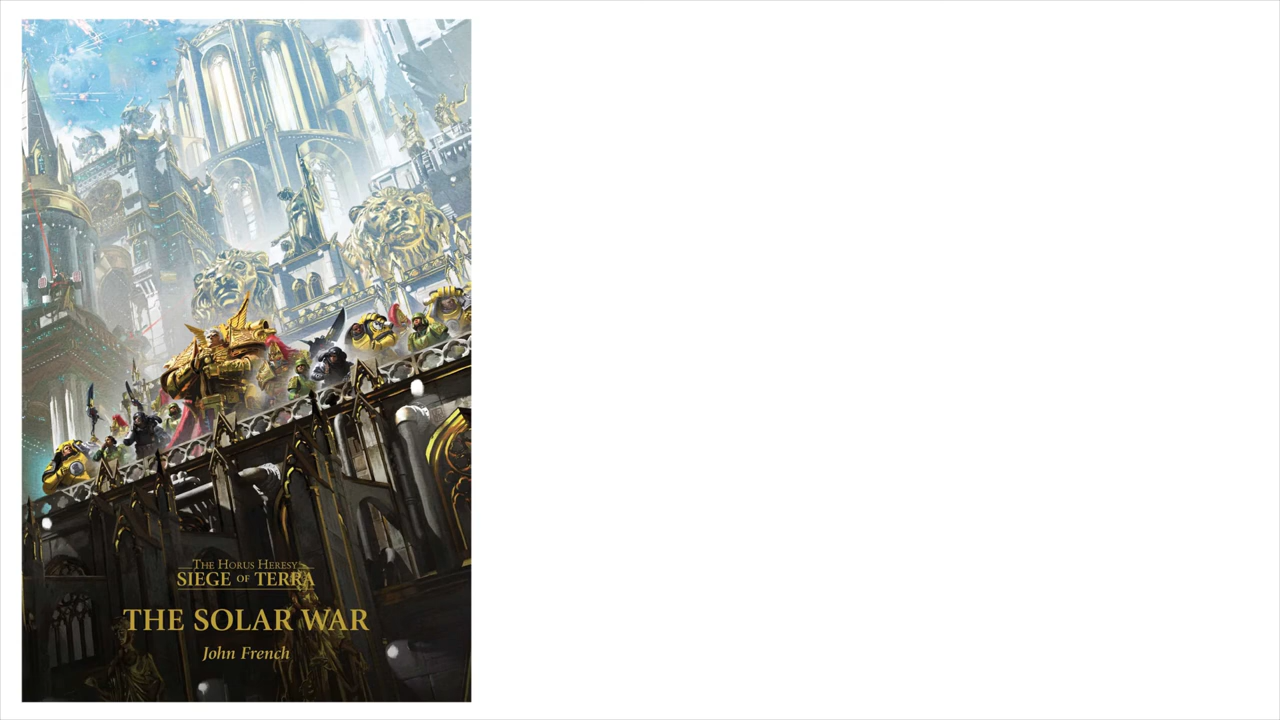 The Horus Heresy
SIEGE OF TERRA
THE SOLAR WAR
John French